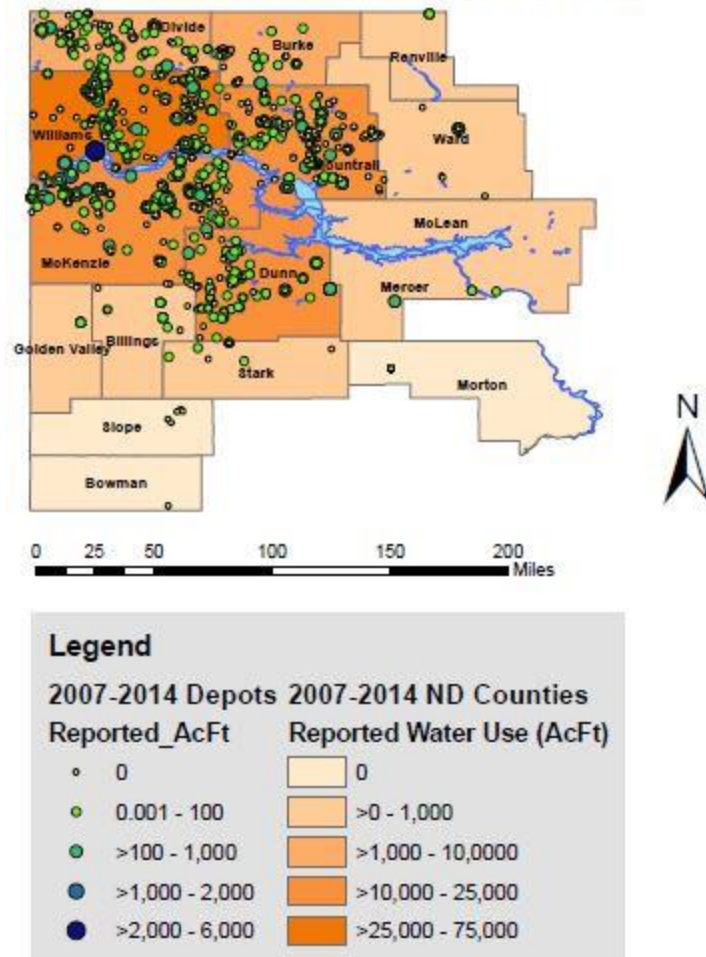 Divide
Burke
Renville
Williams
Ward
ountrail
McLean
McKenzie
Dunn
Mercer
Golden Valley
Billings
Stark
Morton
Slope
Bowman
N
0 25 50 100 150 200
Miles
Legend
2007-2014 Depots 2007-2014 ND Counties
Reported_AcFt Reported Water Use (AcFt)
0 0
0.001 - 100 >0 - 1,000
>100 - 1,000 >1,000 - 10,0000
>1,000 - 2,000 >10,000 - 25,000
>2,000 - 6,000 >25,000 - 75,000